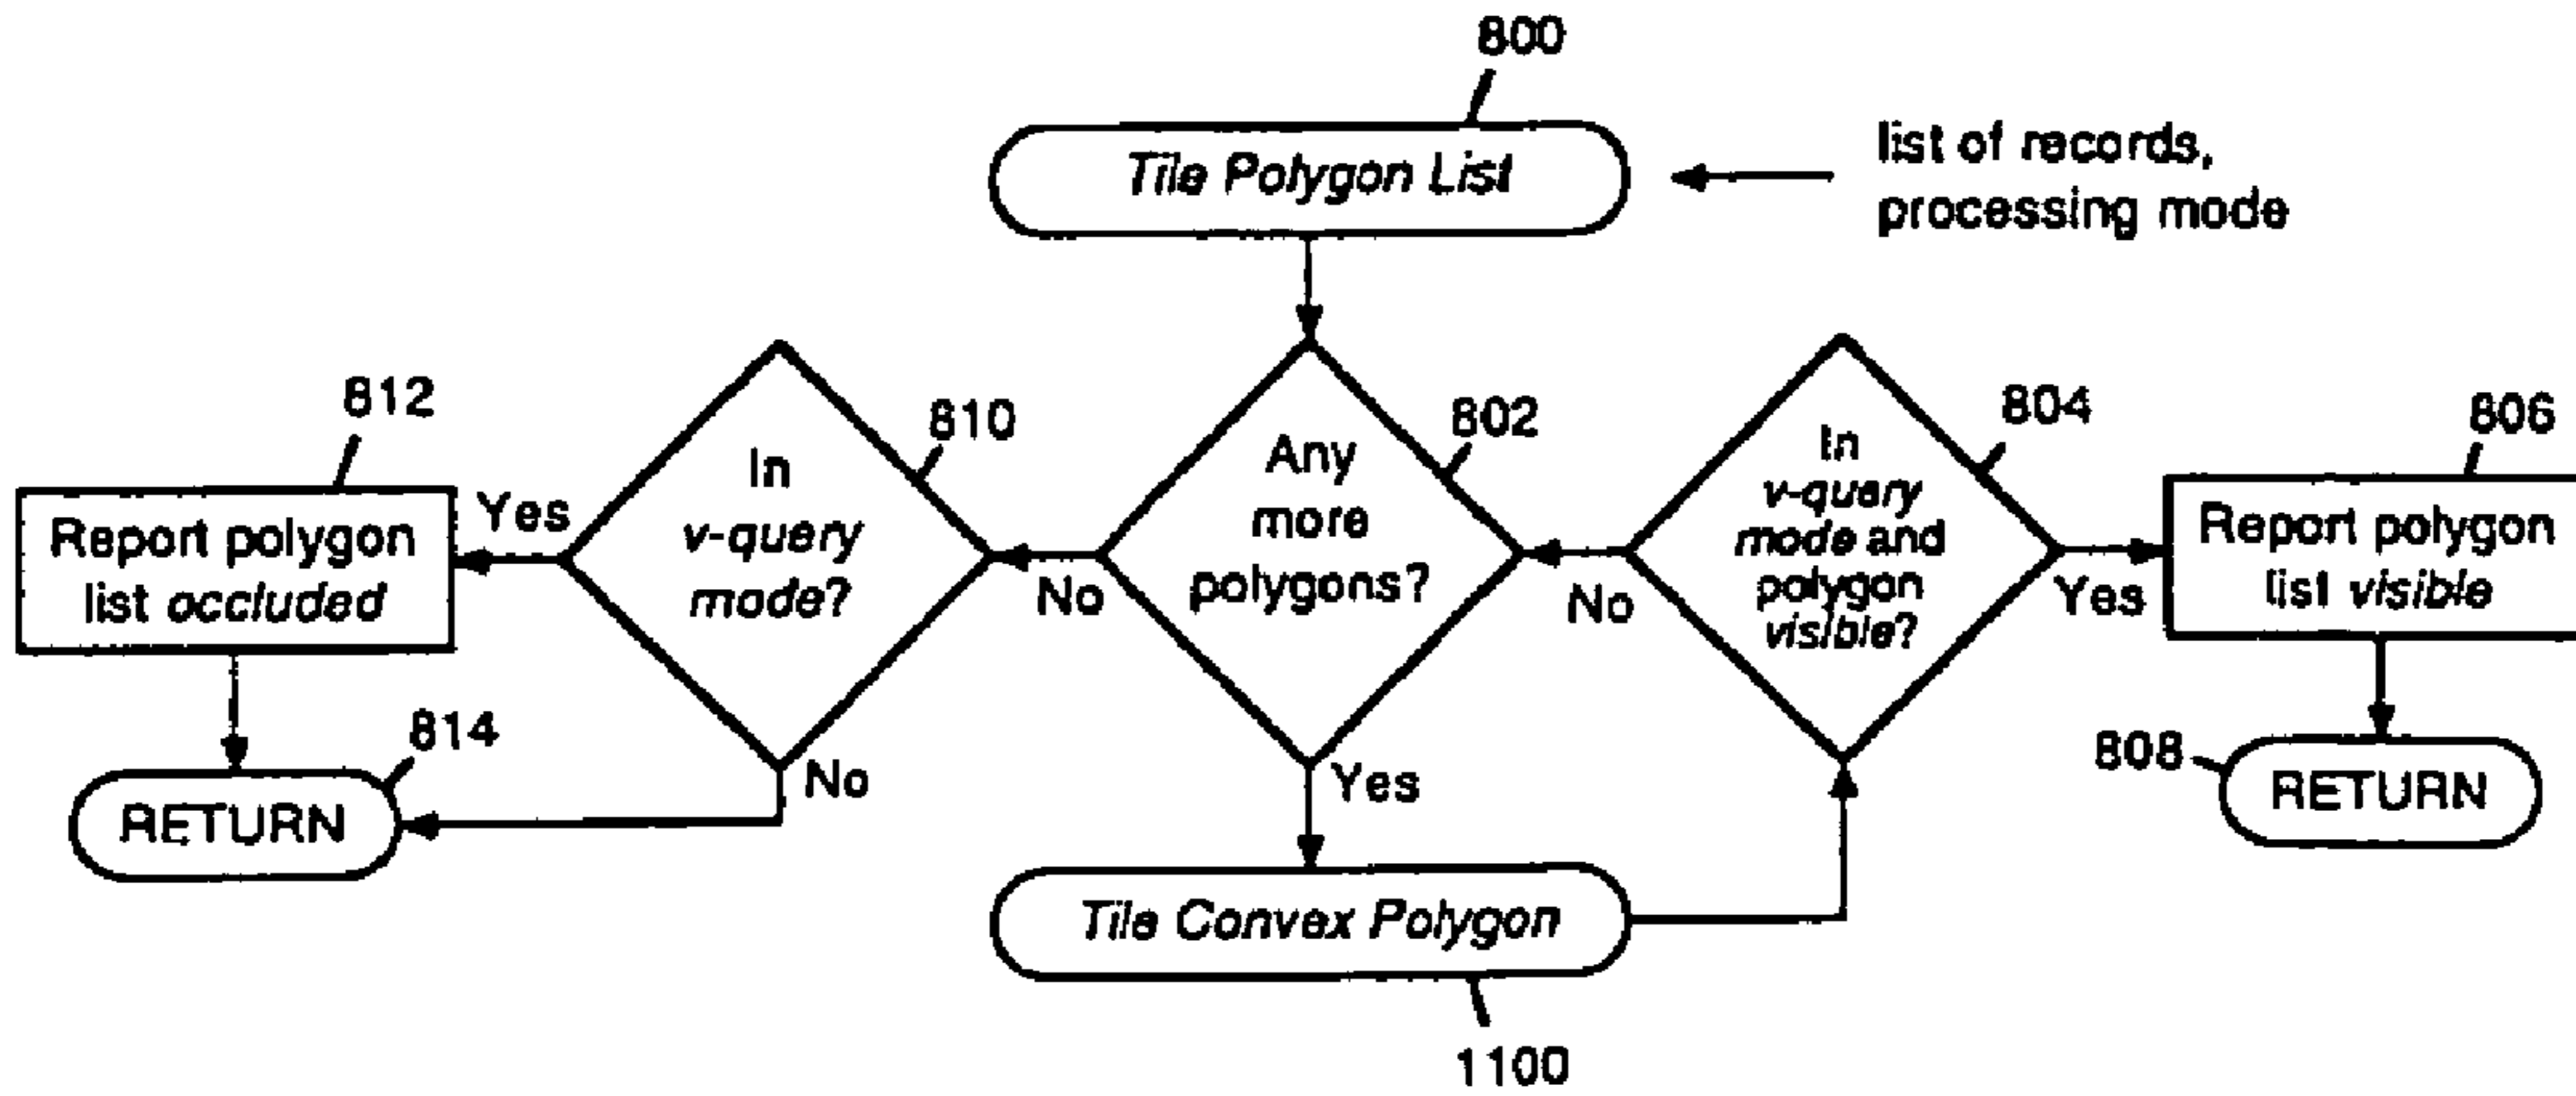 800
Tile Polygon List
list of records,
processing mode
812
810
802
804
806
Report polygon
list occluded
Yes
In
v-query
mode?
No
Any
more
polygons?
No
In
v-query
mode and
polygon
visible?
Yes
Report polygon
list visible
814
RETURN
No
Yes
808
RETURN
Tile Convex Polygon
1100